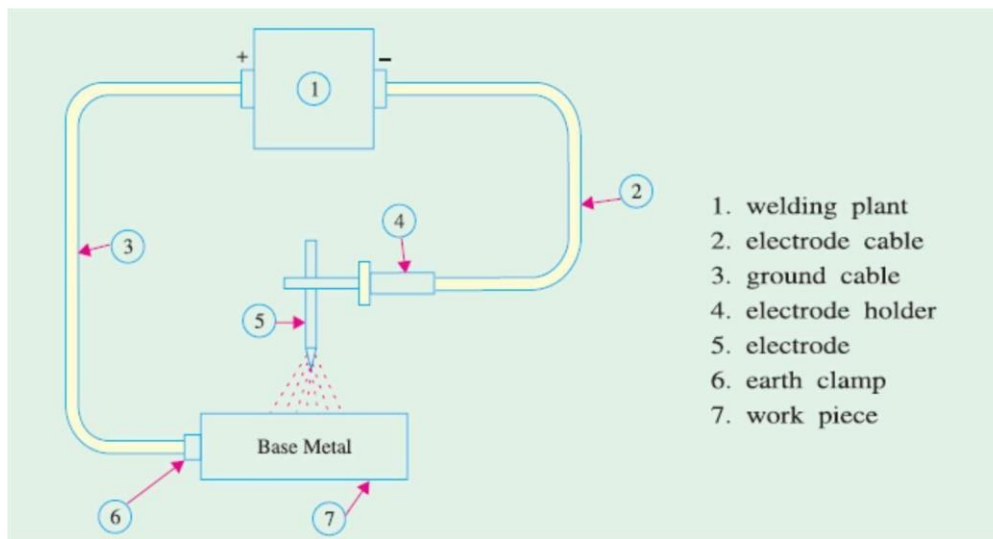 +
−
1
2
3
4
5
Base Metal
6
7
1. welding plant
2. electrode cable
3. ground cable
4. electrode holder
5. electrode
6. earth clamp
7. work piece